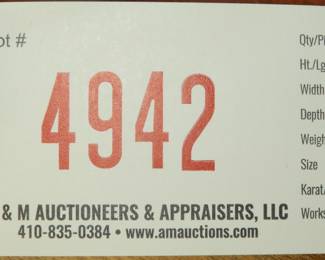 ot #
4942
& M AUCTIONEERS & APPRAISERS, LLC
410-835-0384 • www.amauctions.com
Qty/Pi
Ht./Lg
Width
Depth
Weigh
Size
Karat/
Works